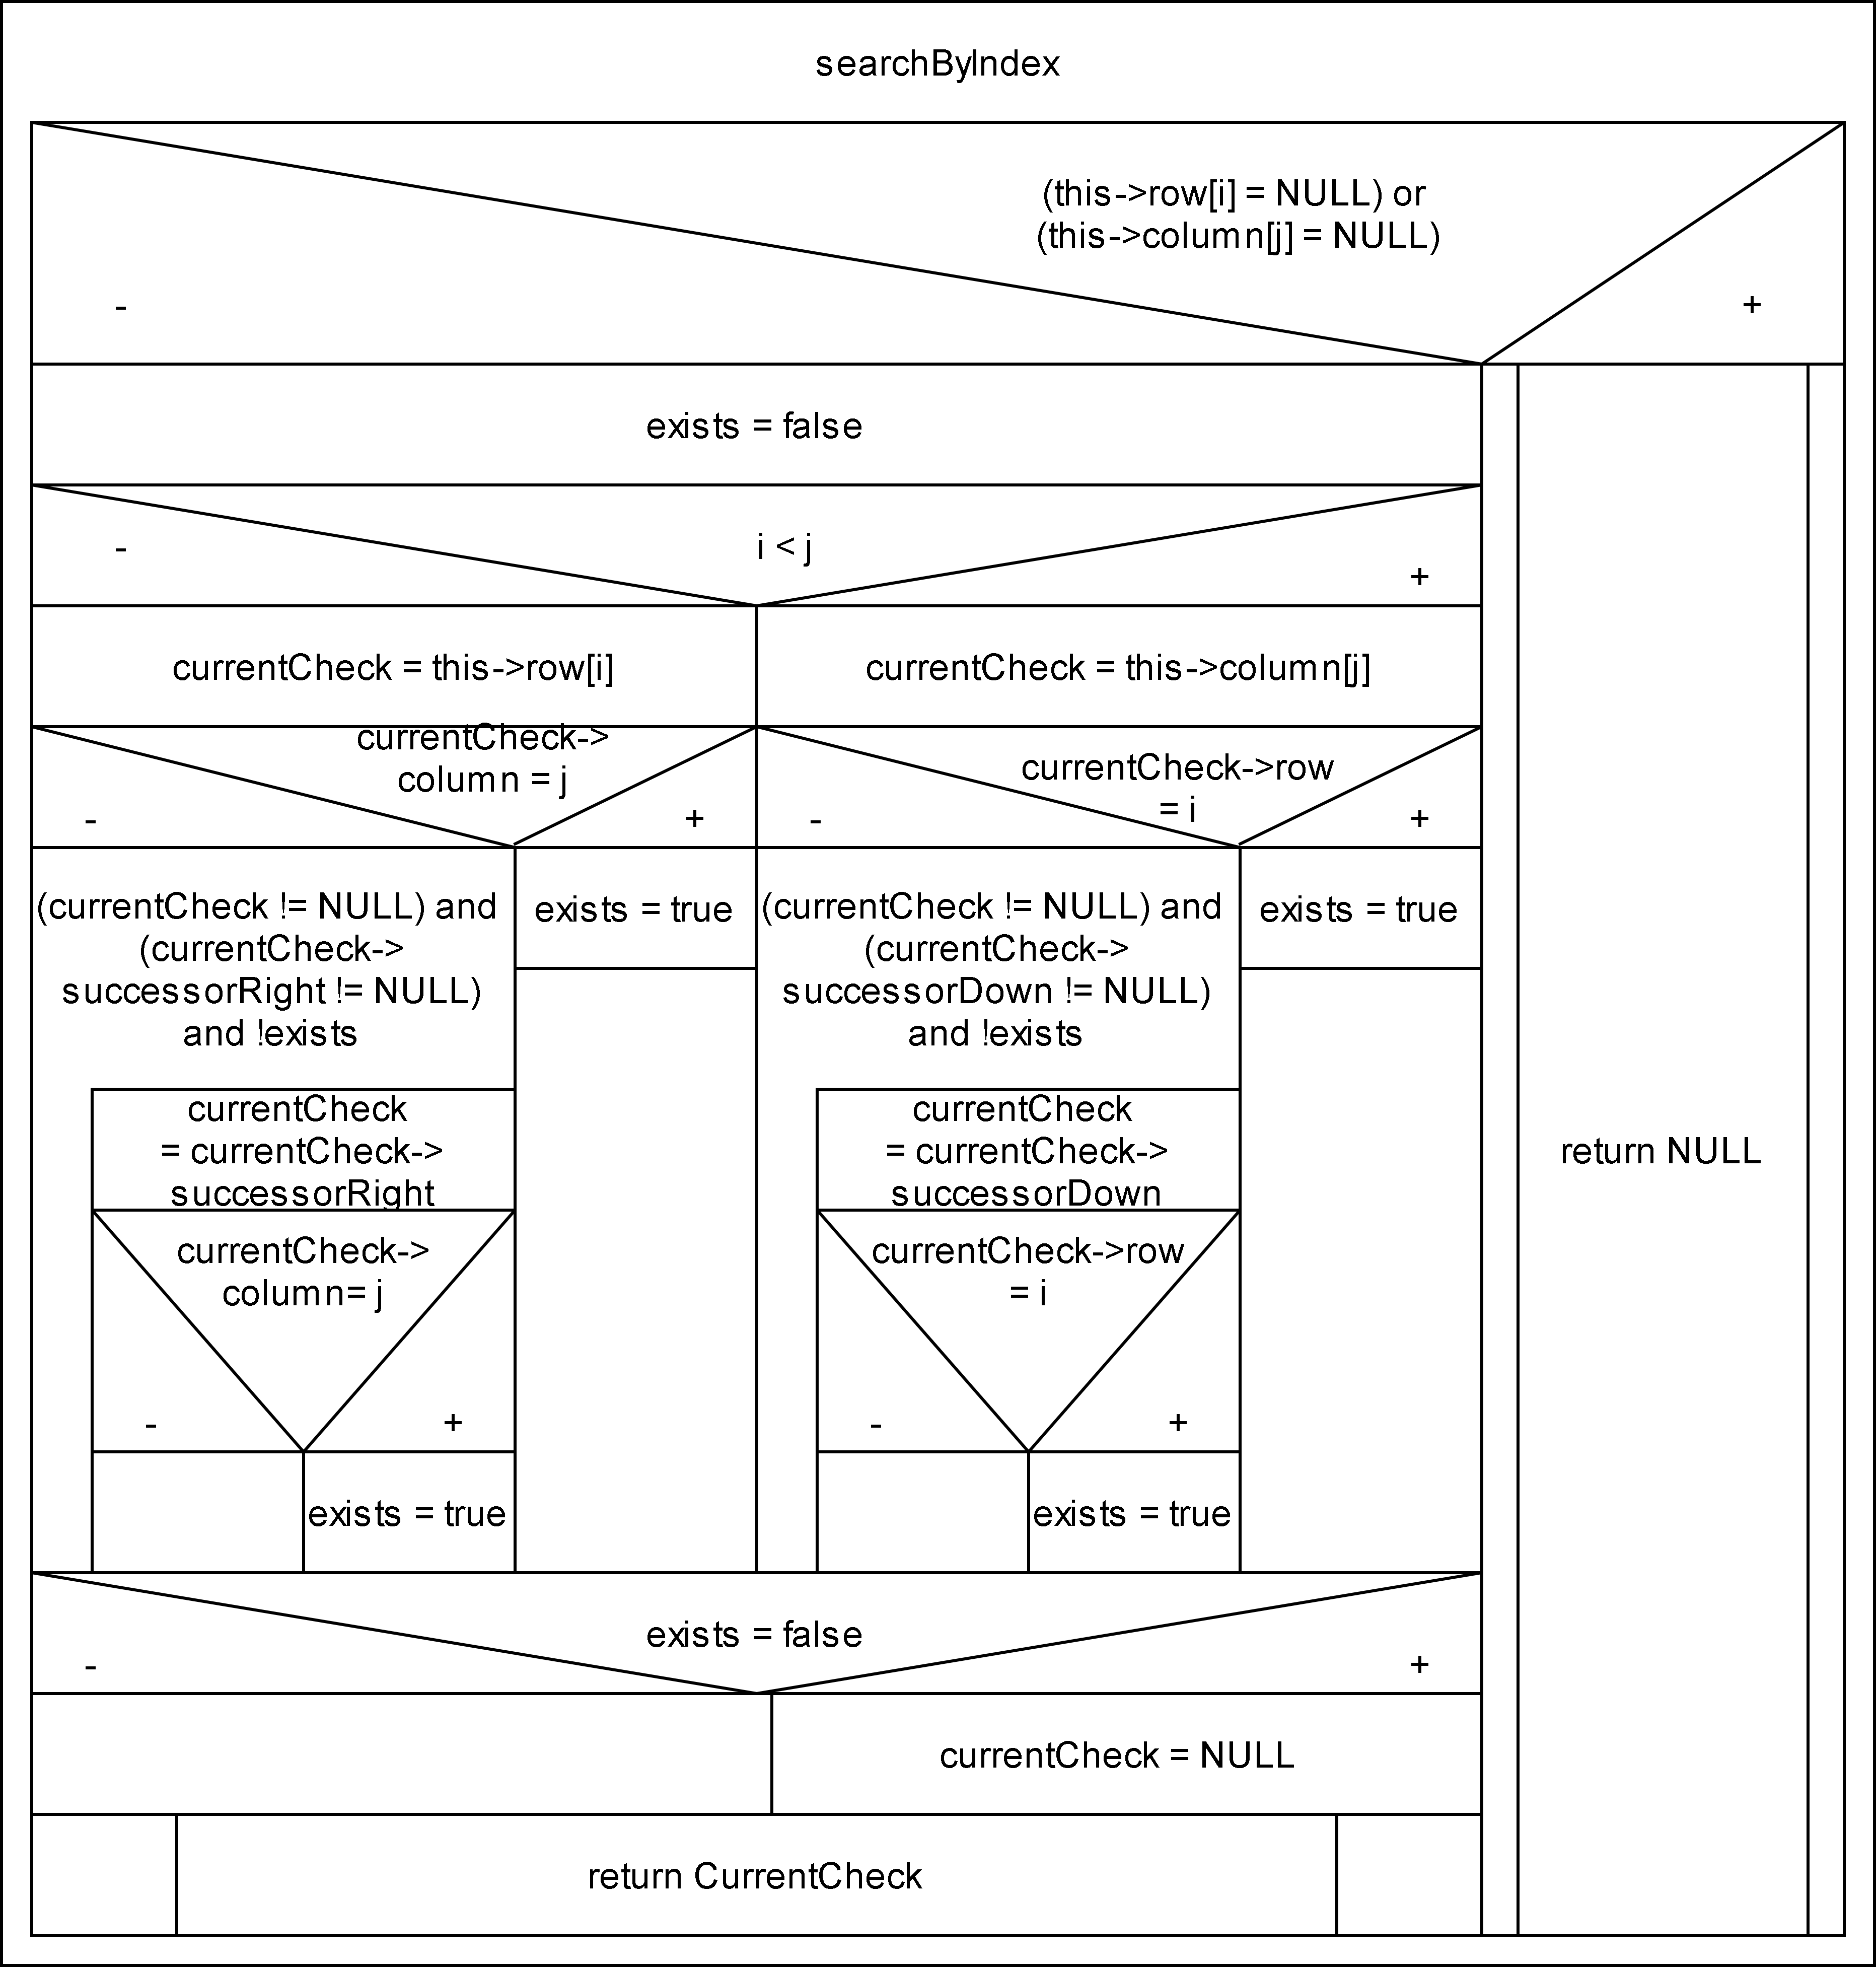 searchByIndex
(this->row[i] = NULL) or
(this->column[j] = NULL)
-
+
exists = false
-
i < j
+
currentCheck = this->row[i]
currentCheck = this->column[j]
currentCheck->
column = j
-
+
currentCheck->row
= i
-
+
(currentCheck != NULL) and
(currentCheck->
successorRight != NULL)
and !exists
exists = true
(currentCheck != NULL) and
(currentCheck->
successorDown != NULL)
and !exists
exists = true
currentCheck
= currentCheck->
successorRight
currentCheck->
column= j
-
+
exists = true
currentCheck
= currentCheck->
successorDown
currentCheck->row
= i
-
+
exists = true
return NULL
exists = false
-
+
currentCheck = NULL
return CurrentCheck